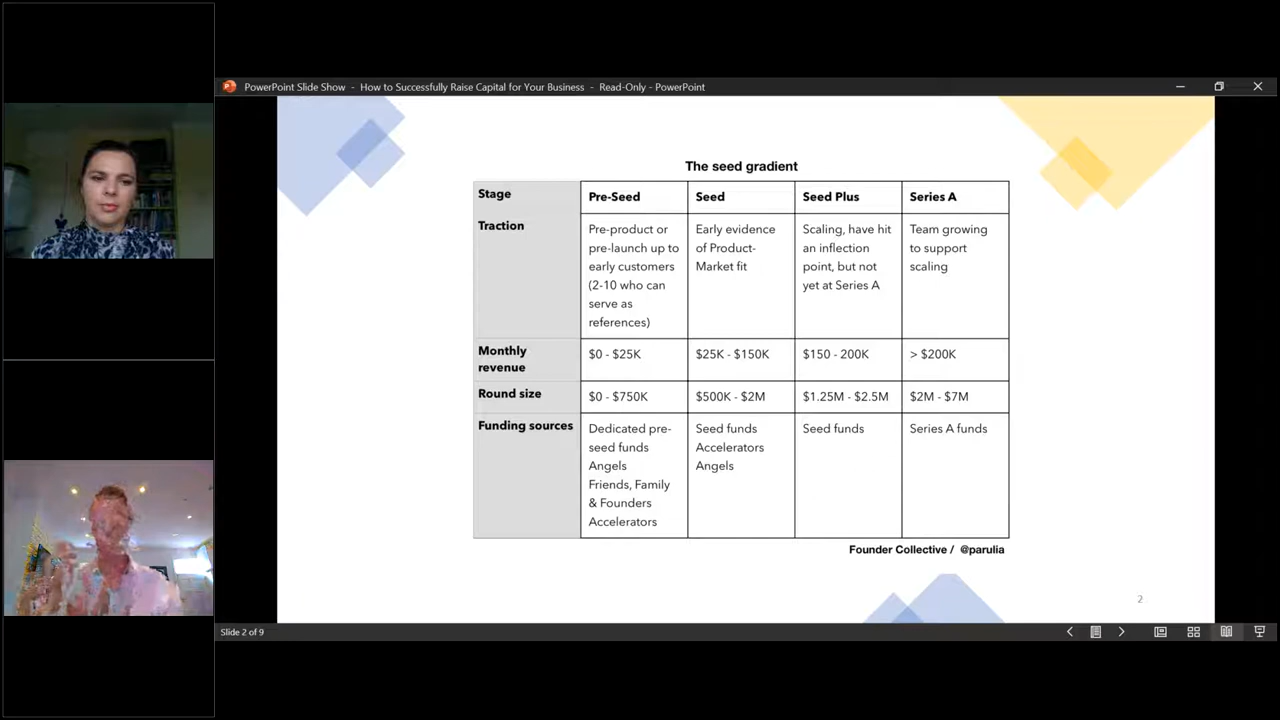 PowerPoint Slide Show - How to Successfully Raise Capital for Your Business - Read-Only - PowerPoint
The seed gradient
Stage
Pre-Seed
Seed
Seed Plus
Series A
Traction
Pre-product or
pre-launch up to
early customers
(2-10 who can
serve as
references)
Early evidence
of Product-
Market fit
Scaling, have hit
an inflection
point, but not
yet at Series A
Team growing
to support
scaling
Monthly
revenue
$0 - $25K
$25K - $150K
$150 - 200K
> $200K
Round size
$0 - $750K
$500K - $2M
$1.25M - $2.5M
$2M - $7M
Funding sources
Dedicated pre-
seed funds
Angels
Friends, Family
& Founders
Accelerators
Seed funds
Accelerators
Angels
Seed funds
Series A funds
Founder Collective / @parulia
2
Slide 2 of 9